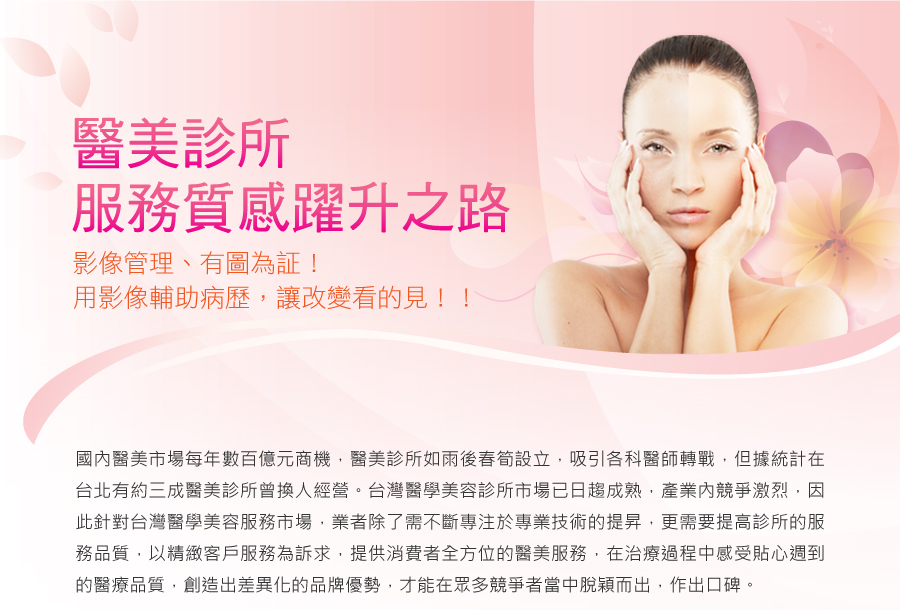 醫美診所
服務質感躍升之路
影像管理、有圖為証！
用影像輔助病歷，讓改變看的見！！
國內醫美市場每年數百億元商機，醫美診所如雨後春筍設立，吸引各科醫師轉戰，但據統計在
台北有約三成醫美診所曾換人經營。台灣醫學美容診所市場已日趨成熟，產業內競爭激烈，因
此針對台灣醫學美容服務市場，業者除了需不斷專注於專業技術的提昇，更需要提高診所的服
務品質，以精緻客戶服務為訴求，提供消費者全方位的醫美服務，在治療過程中感受貼心週到
的醫療品質，創造出差異化的品牌優勢，才能在眾多競爭者當中脫穎而出，作出口碑。